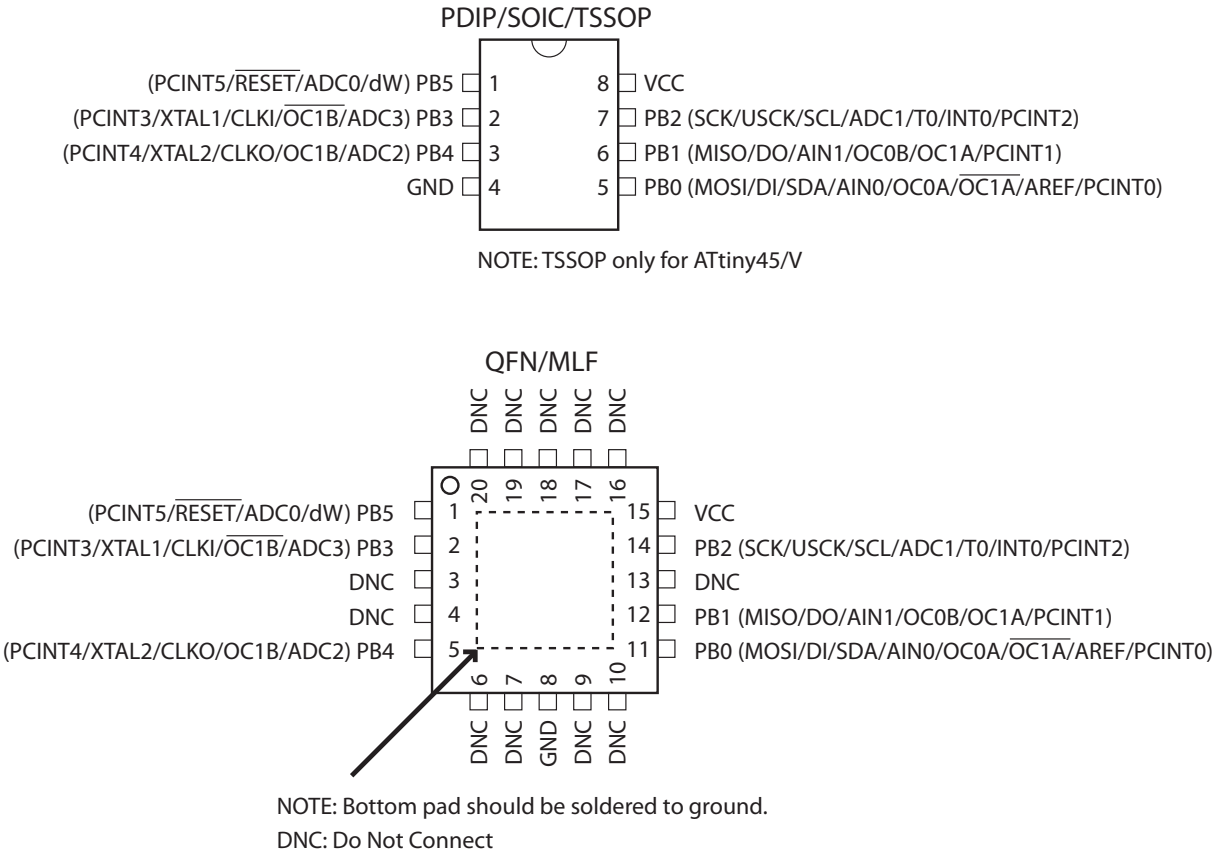 PDIP/SOIC/TSSOP
(PCINT5/RESET/ADC0/dW) PB5 1 8 VCC
(PCINT3/XTAL1/CLKI/OC1B/ADC3) PB3 2 7 PB2 (SCK/USCK/SCL/ADC1/T0/INT0/PCINT2)
(PCINT4/XTAL2/CLKO/OC1B/ADC2) PB4 3 6 PB1 (MISO/DO/AIN1/OC0B/OC1A/PCINT1)
GND 4 5 PB0 (MOSI/DI/SDA/AIN0/OC0A/OC1A/AREF/PCINT0)
NOTE: TSSOP only for ATtiny45/V
QFN/MLF
DNC DNC DNC DNC DNC
20 19 18 17 16
(PCINT5/RESET/ADC0/dW) PB5 1 15 VCC
(PCINT3/XTAL1/CLKI/OC1B/ADC3) PB3 2 14 PB2 (SCK/USCK/SCL/ADC1/T0/INT0/PCINT2)
DNC 3 13 DNC
DNC 4 12 PB1 (MISO/DO/AIN1/OC0B/OC1A/PCINT1)
(PCINT4/XTAL2/CLKO/OC1B/ADC2) PB4 5 11 PB0 (MOSI/DI/SDA/AIN0/OC0A/OC1A/AREF/PCINT0)
6 7 8 9 10
DNC DNC GND DNC DNC
NOTE: Bottom pad should be soldered to ground.
DNC: Do Not Connect